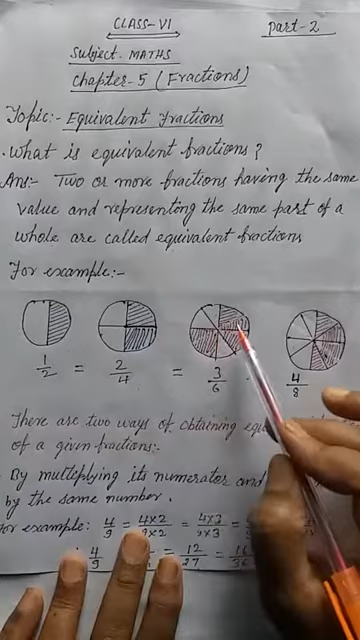 CLASS-VI
Part-2
Subject- MATHS
Chapter-5 (Fractions)
Topic:- Equivalent Fractions
What is equivalent fractions?
Ans:- Two or more fractions having the same
value and representing the same part of a
whole are called equivalent fractions
For example:-
1/2 = 2/4 = 3/6 4/8
There are two ways of obtaining
of a given fractions:-
By multiplying its numerator and
by the same number.
For example: 4/9 = 4×2/9×2 = 4×3/9×3 =
4/9 = 12/27 = 16/36